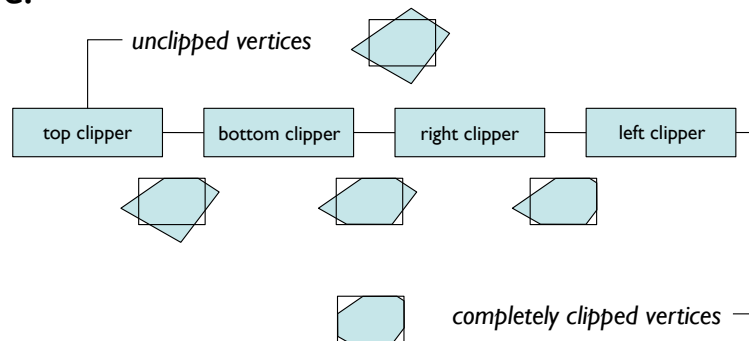 unclipped vertices
top clipper
bottom clipper
right clipper
left clipper
completely clipped vertices